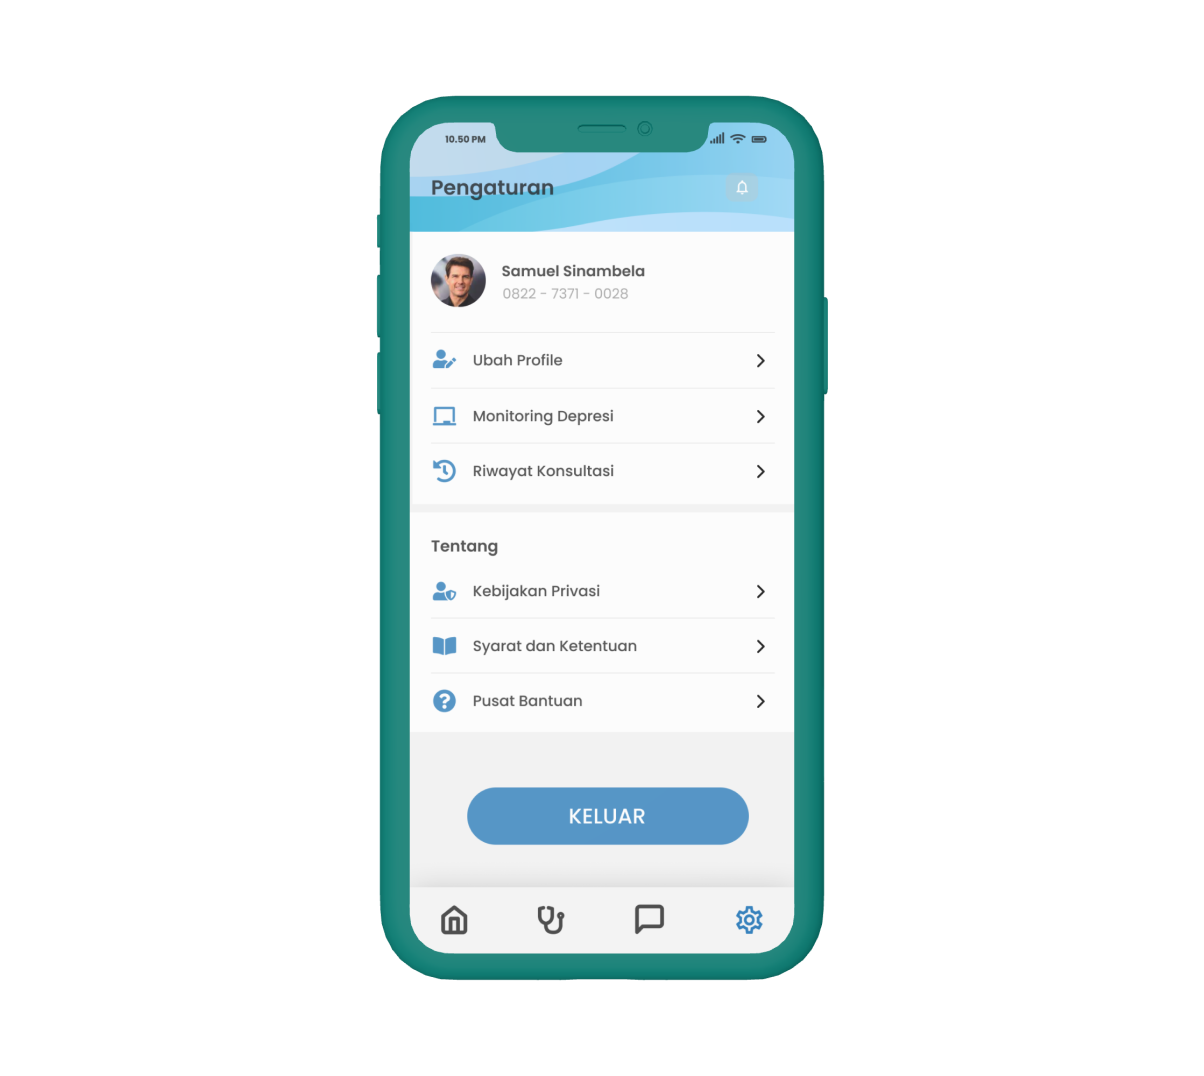 10.50 PM
Pengaturan
Samuel Sinambela
0822 - 7371 - 0028
Ubah Profile
Monitoring Depresi
Riwayat Konsultasi
Tentang
Kebijakan Privasi
Syarat dan Ketentuan
Pusat Bantuan
KELUAR